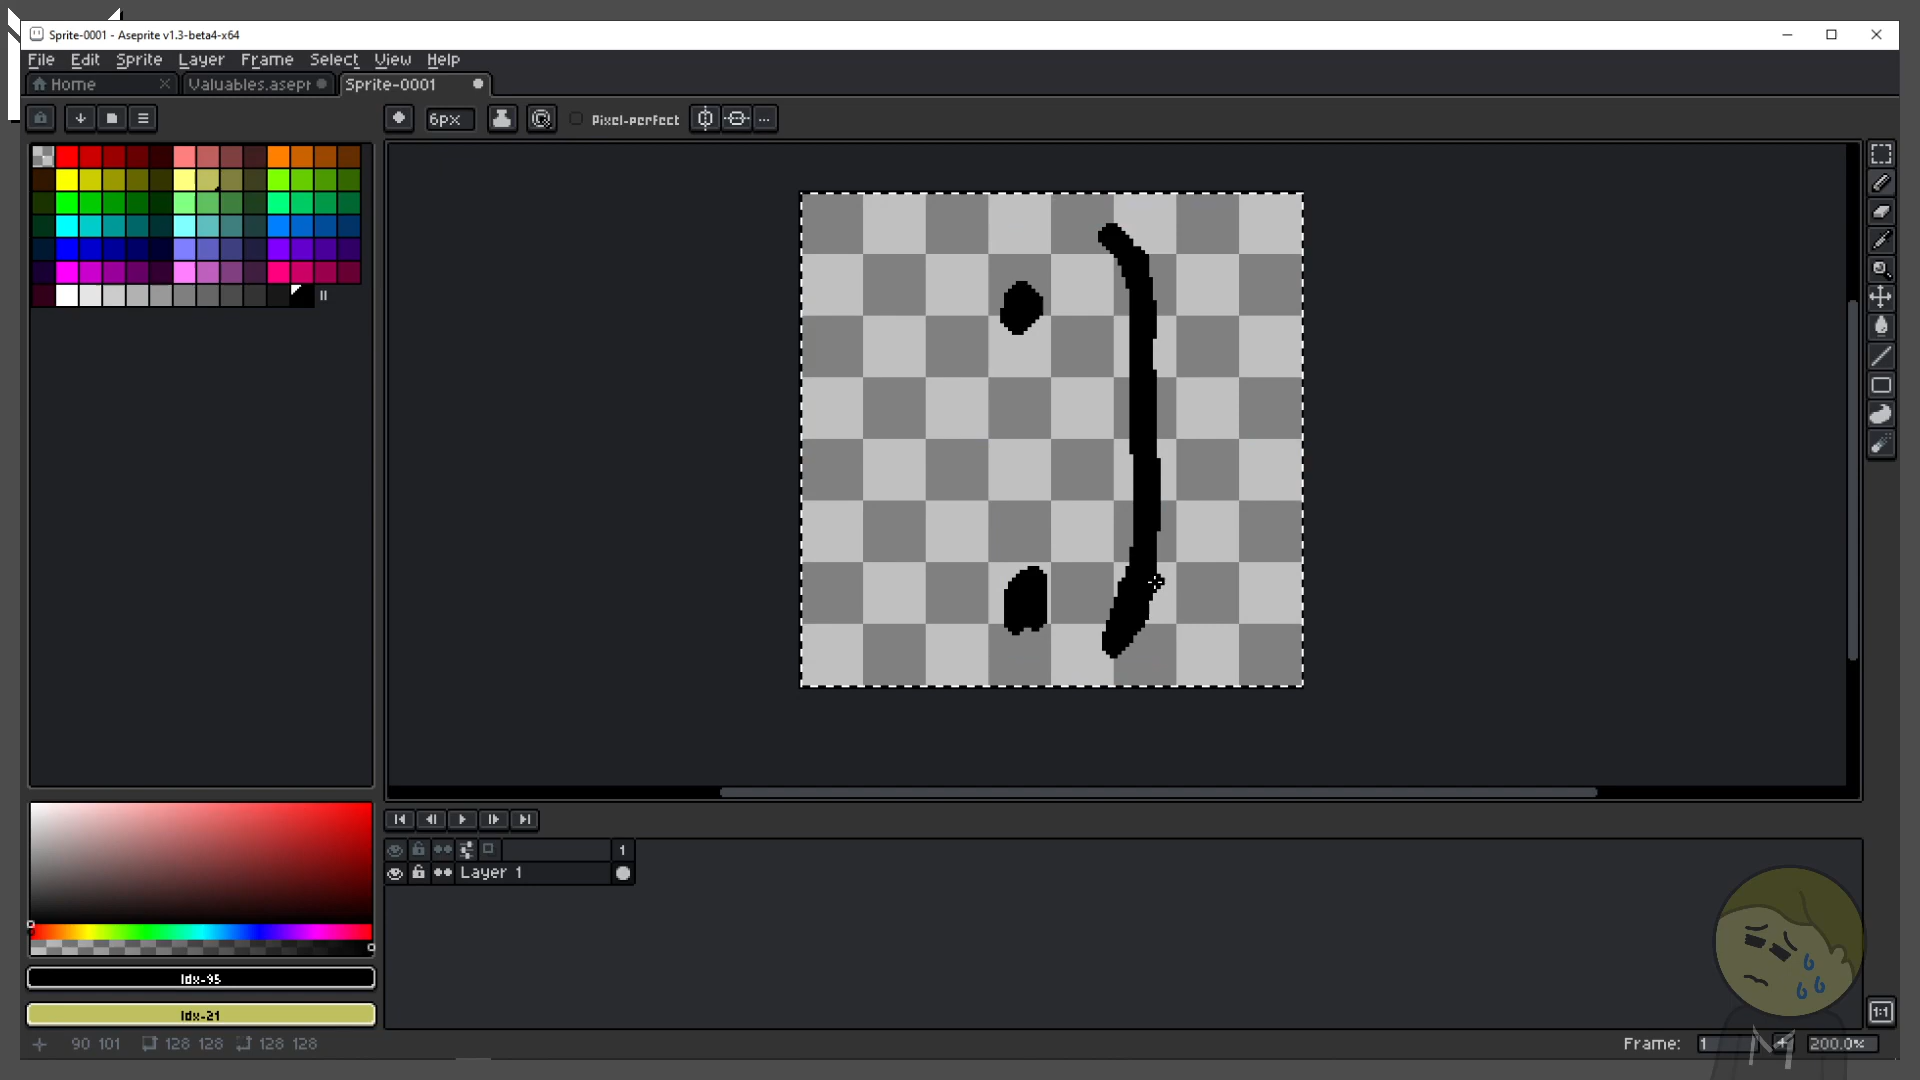 Sprite-0001 - Aseprite v1.3-beta4-x64
File Edit Sprite Layer Frame Select View Help
Home Valuables.asepr Sprite-0001
6px Pixel-perfect ...
1
Layer 1
Idx-95
Idx-21
90 101 128 128 128 128 Frame: 1 + 200.0%
1:1